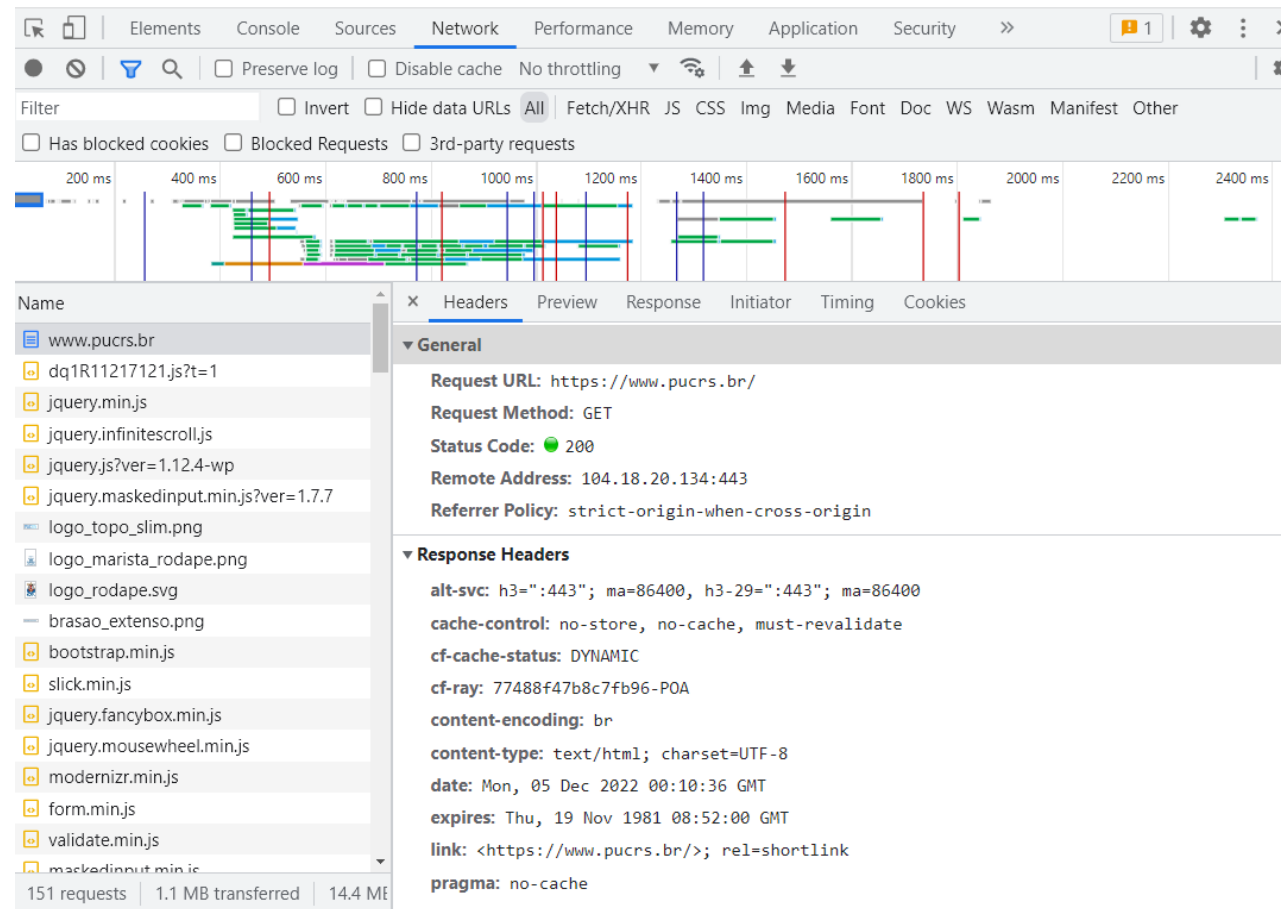 Elements Console Sources Network Performance Memory Application Security » 1
Preserve log Disable cache No throttling
Filter Invert Hide data URLs All Fetch/XHR JS CSS Img Media Font Doc WS Wasm Manifest Other
Has blocked cookies Blocked Requests 3rd-party requests
200 ms 400 ms 600 ms 800 ms 1000 ms 1200 ms 1400 ms 1600 ms 1800 ms 2000 ms 2200 ms 2400 ms
Name
www.pucrs.br
dq1R11217121.js?t=1
jquery.min.js
jquery.infinitescroll.js
jquery.js?ver=1.12.4-wp
jquery.maskedinput.min.js?ver=1.7.7
logo_topo_slim.png
logo_marista_rodape.png
logo_rodape.svg
brasao_extenso.png
bootstrap.min.js
slick.min.js
jquery.fancybox.min.js
jquery.mousewheel.min.js
modernizr.min.js
form.min.js
validate.min.js
maskedinput.min.js
151 requests 1.1 MB transferred 14.4 MB
× Headers Preview Response Initiator Timing Cookies
General
Request URL: https://www.pucrs.br/
Request Method: GET
Status Code: 200
Remote Address: 104.18.20.134:443
Referrer Policy: strict-origin-when-cross-origin
Response Headers
alt-svc: h3=":443"; ma=86400, h3-29=":443"; ma=86400
cache-control: no-store, no-cache, must-revalidate
cf-cache-status: DYNAMIC
cf-ray: 77488f47b8c7fb96-POA
content-encoding: br
content-type: text/html; charset=UTF-8
date: Mon, 05 Dec 2022 00:10:36 GMT
expires: Thu, 19 Nov 1981 08:52:00 GMT
link: <https://www.pucrs.br/>; rel=shortlink
pragma: no-cache